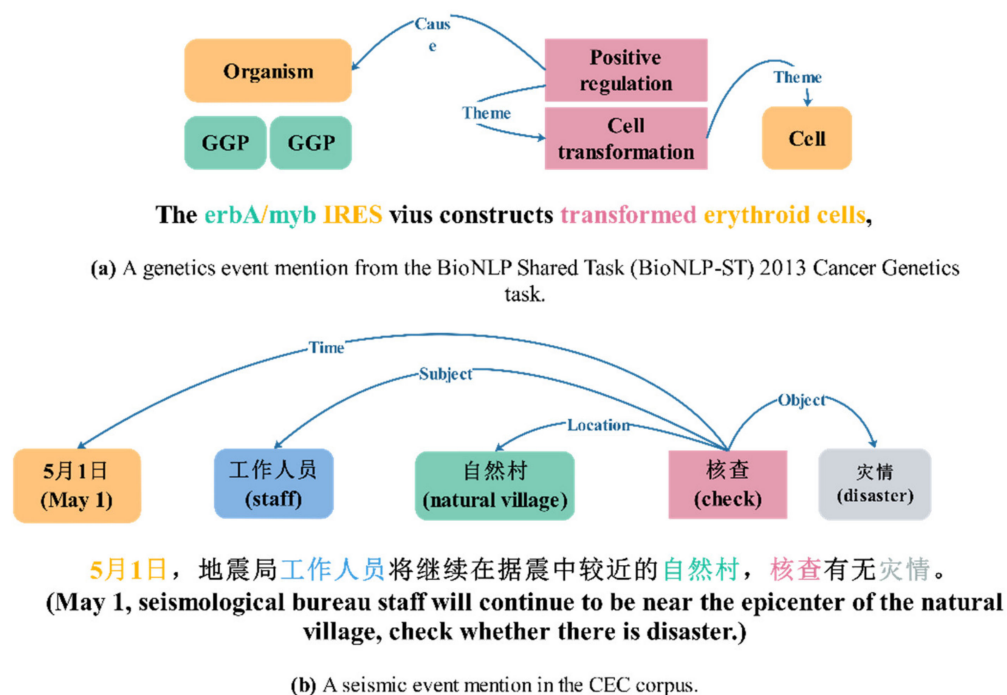 Caus
e
Organism
Positive
regulation
Theme
Theme
GGP GGP
Cell
transformation
Cell
The erbA/myb IRES vius constructs transformed erythroid cells,
(a) A genetics event mention from the BioNLP Shared Task (BioNLP-ST) 2013 Cancer Genetics
task.
Time
Subject
Object
Location
5月1日
(May 1)
工作人员
(staff)
自然村
(natural village)
核查
(check)
灾情
(disaster)
5月1日，地震局工作人员将继续在据震中较近的自然村，核查有无灾情。
(May 1, seismological bureau staff will continue to be near the epicenter of the natural
village, check whether there is disaster.)
(b) A seismic event mention in the CEC corpus.